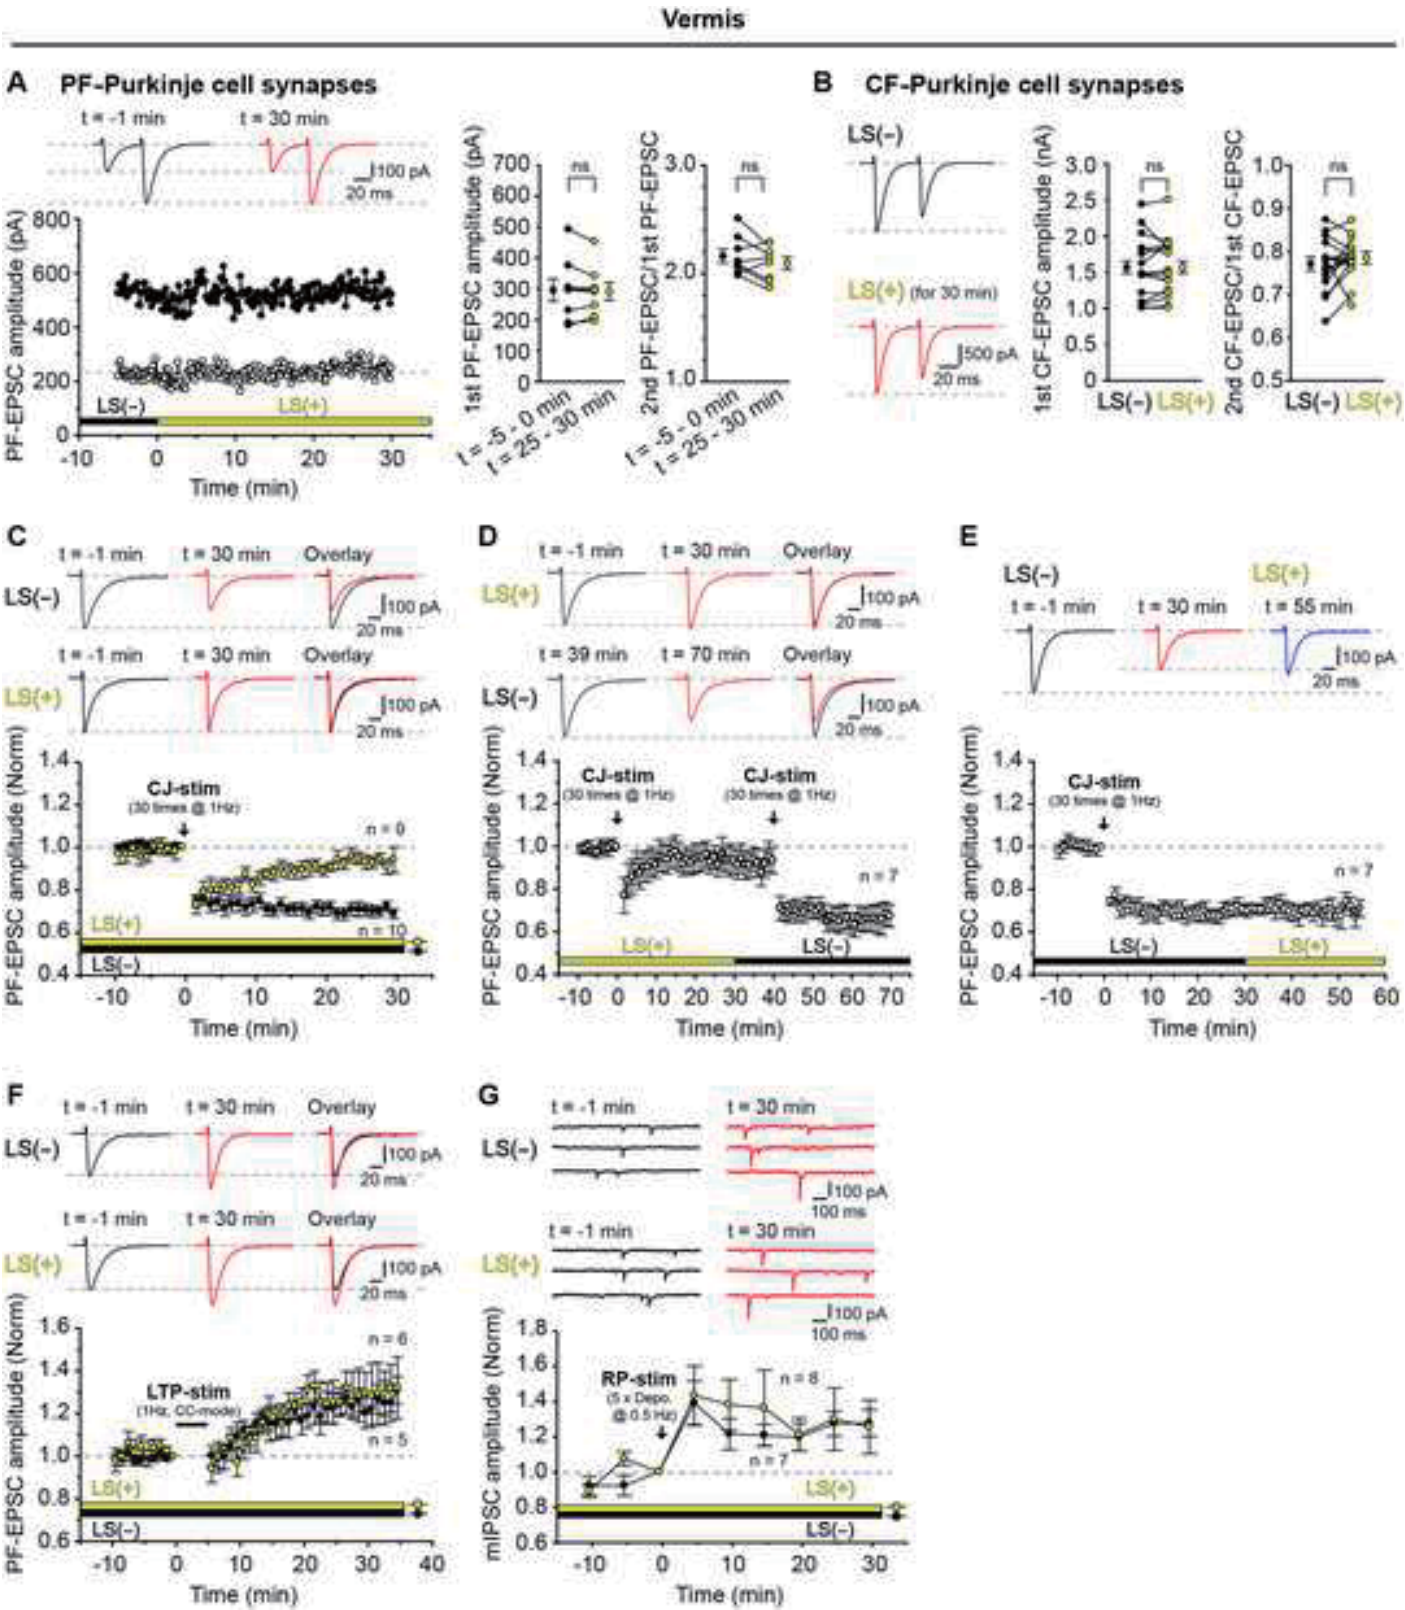 Vermis
A PF-Purkinje cell synapses
t = -1 min
t = 30 min
100 pA
20 ms
PF-EPSC amplitude (pA)
800
600
400
200
0
LS(−)
LS(+)
-10 0 10 20 30
Time (min)
1st PF-EPSC amplitude (pA)
700
600
500
400
300
200
100
0
ns
t = -5 - 0 min
t = 25 - 30 min
2nd PF-EPSC/1st PF-EPSC
3.0
2.0
1.0
ns
t = -5 - 0 min
t = 25 - 30 min
B CF-Purkinje cell synapses
LS(−)
LS(+) (for 30 min)
500 pA
20 ms
1st CF-EPSC amplitude (nA)
3.0
2.5
2.0
1.5
1.0
0.5
0
ns
LS(−) LS(+)
2nd CF-EPSC/1st CF-EPSC
1.0
0.9
0.8
0.7
0.6
0.5
ns
LS(−) LS(+)
C
t = -1 min t = 30 min Overlay
LS(−)
100 pA
20 ms
t = -1 min t = 30 min Overlay
LS(+)
100 pA
20 ms
PF-EPSC amplitude (Norm)
1.4
1.2
1.0
0.8
0.6
0.4
CJ-stim
(30 times @ 1Hz)
n = 9
n = 10
LS(+)
LS(−)
-10 0 10 20 30
Time (min)
D
t = -1 min t = 30 min Overlay
LS(+)
100 pA
20 ms
t = 39 min t = 70 min Overlay
LS(−)
100 pA
20 ms
PF-EPSC amplitude (Norm)
1.4
1.2
1.0
0.8
0.6
0.4
CJ-stim
(30 times @ 1Hz)
CJ-stim
(30 times @ 1Hz)
n = 7
LS(+)
LS(−)
-10 0 10 20 30 40 50 60 70
Time (min)
E
LS(−)
LS(+)
t = -1 min t = 30 min t = 55 min
100 pA
20 ms
PF-EPSC amplitude (Norm)
1.4
1.2
1.0
0.8
0.6
0.4
CJ-stim
(30 times @ 1Hz)
n = 7
LS(−)
LS(+)
-10 0 10 20 30 40 50 60
Time (min)
F
t = -1 min t = 30 min Overlay
LS(−)
100 pA
20 ms
t = -1 min t = 30 min Overlay
LS(+)
100 pA
20 ms
PF-EPSC amplitude (Norm)
1.6
1.4
1.2
1.0
0.8
0.6
LTP-stim
(1Hz, CC-mode)
n = 6
n = 5
LS(+)
LS(−)
-10 0 10 20 30 40
Time (min)
G
t = -1 min t = 30 min
LS(−)
100 pA
100 ms
t = -1 min t = 30 min
LS(+)
100 pA
100 ms
mIPSC amplitude (Norm)
1.8
1.6
1.4
1.2
1.0
0.8
0.6
RP-stim
(5 x Depo.
@ 0.5 Hz)
n = 8
n = 7
LS(+)
LS(−)
-10 0 10 20 30
Time (min)